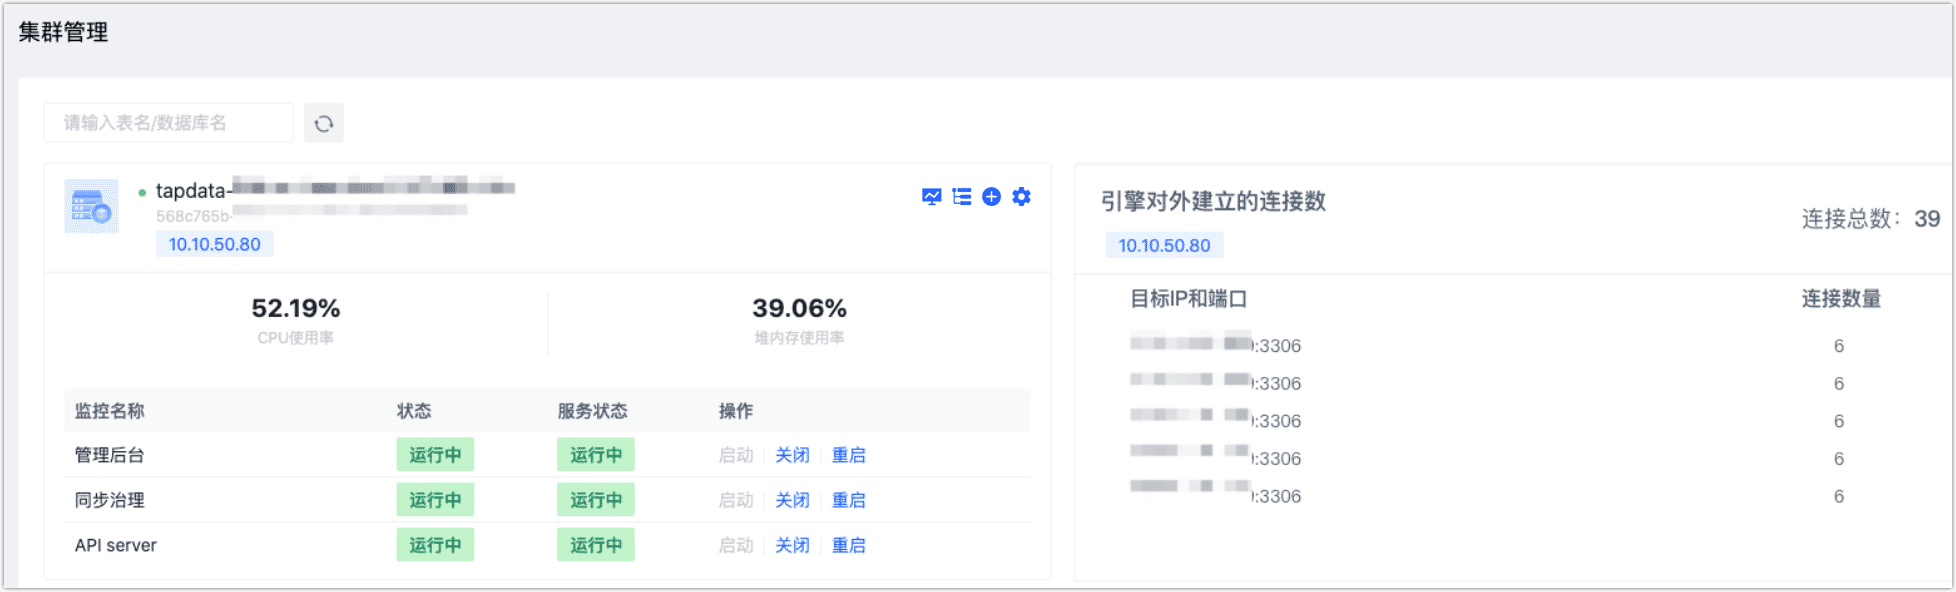 集群管理
请输入表名/数据库名
tapdata-
568c765b-
10.10.50.80
52.19%
CPU使用率
39.06%
堆内存使用率
监控名称 状态 服务状态 操作
管理后台 运行中 运行中 启动 关闭 重启
同步治理 运行中 运行中 启动 关闭 重启
API server 运行中 运行中 启动 关闭 重启
引擎对外建立的连接数
10.10.50.80
连接总数：39
目标IP和端口 连接数量
:3306 6
:3306 6
:3306 6
:3306 6
:3306 6